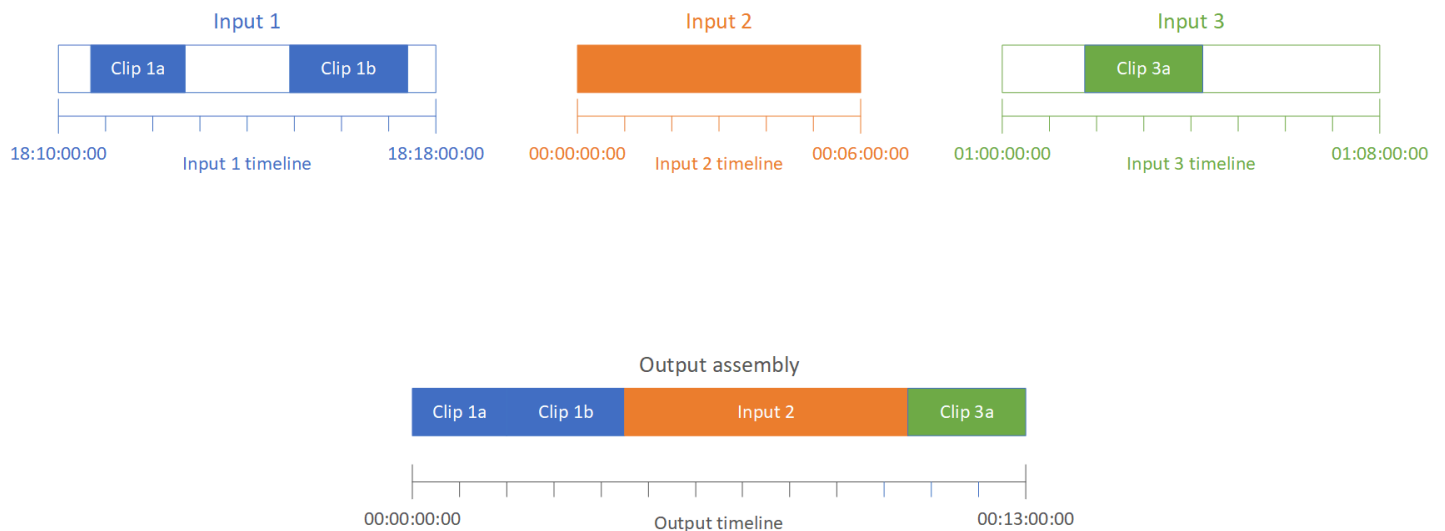 Input 1
Input 2
Input 3
Clip 1a
Clip 1b
Clip 3a
18:10:00:00
Input 1 timeline
18:18:00:00
00:00:00:00
Input 2 timeline
00:06:00:00
01:00:00:00
Input 3 timeline
01:08:00:00
Output assembly
Clip 1a
Clip 1b
Input 2
Clip 3a
00:00:00:00
Output timeline
00:13:00:00